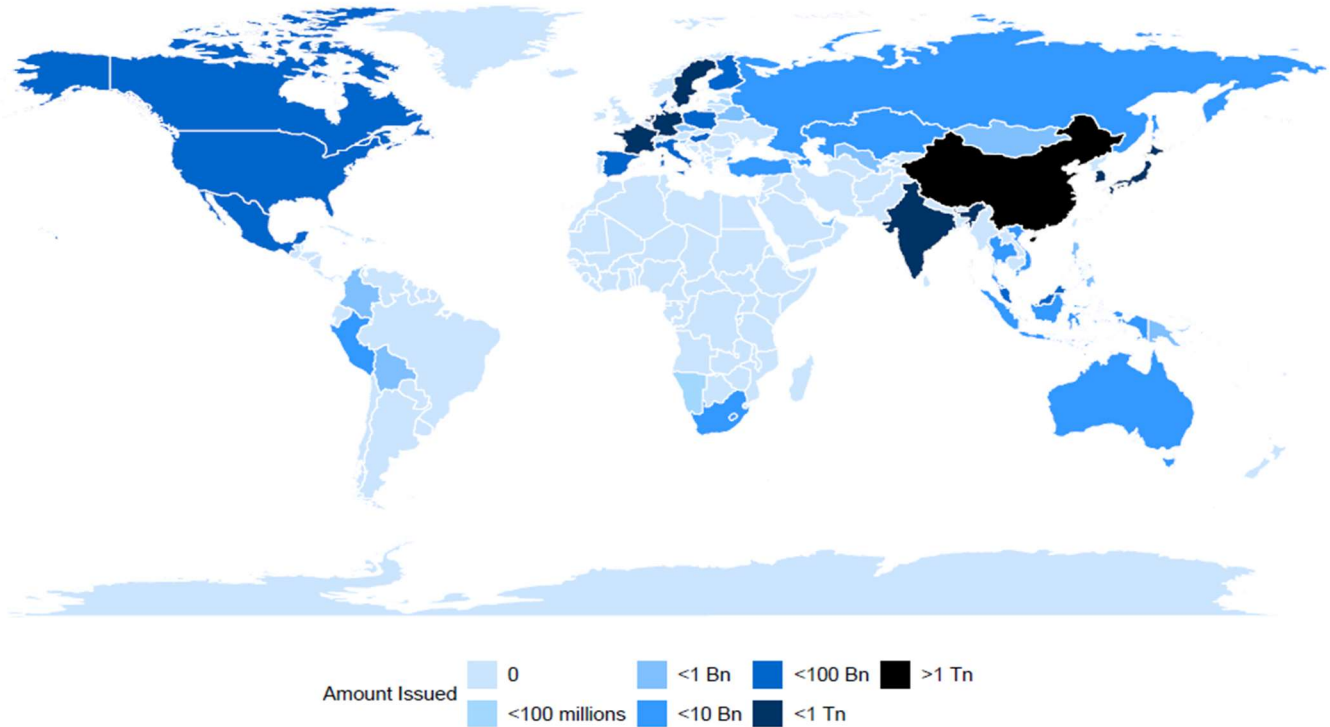 0 <1 Bn <100 Bn >1 Tn
Amount Issued
<100 millions <10 Bn <1 Tn